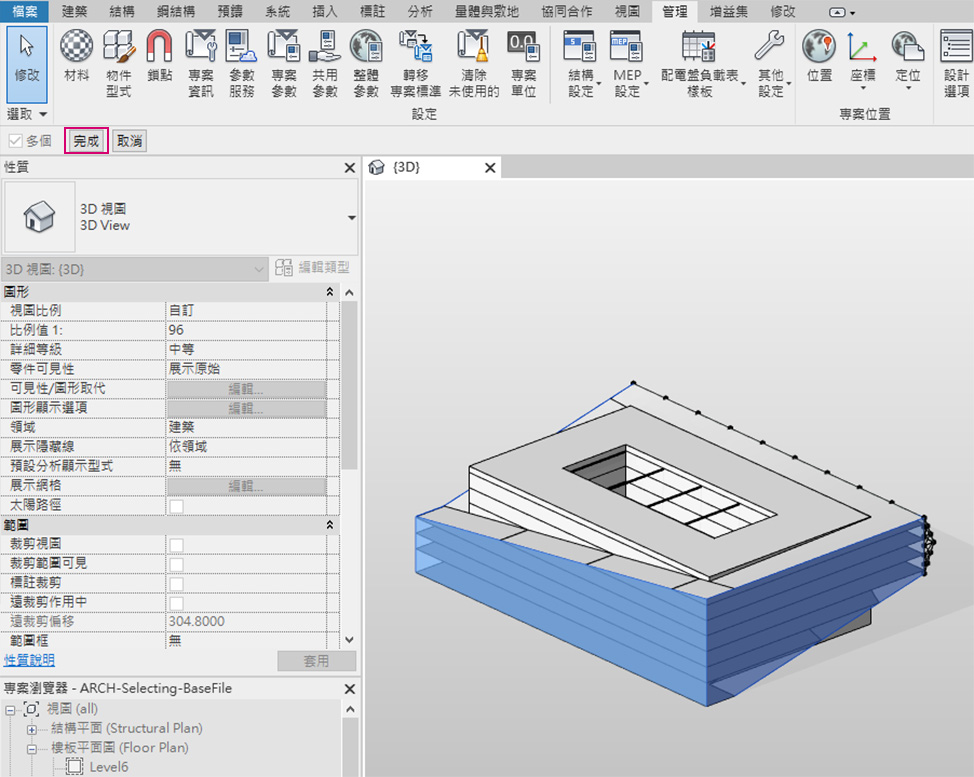 檔案 建築 結構 鋼結構 預鑄 系統 插入 標註 分析 量體與敷地 協同合作 視圖 管理 增益集 修改
修改
材料
物件
型式
鎖點
專案
資訊
參數
服務
專案
參數
共用
參數
整體
參數
轉移
專案標準
清除
未使用的
專案
單位
結構
設定
MEP
設定
配電盤負載表
樣板
其他
設定
位置
座標
定位
設計
選項
選取 設定 專案位置
多個 完成 取消
性質
{3D}
3D 視圖
3D View
3D 視圖: {3D} 編輯類型
圖形
視圖比例 自訂
比例值 1: 96
詳細等級 中等
零件可見性 展示原始
可見性/圖形取代 編輯...
圖形顯示選項 編輯...
領域 建築
展示隱藏線 依領域
預設分析顯示型式 無
展示網格 編輯...
太陽路徑
範圍
裁剪視圖
裁剪範圍可見
標註裁剪
遠裁剪作用中
遠裁剪偏移 304.8000
範圍框 無
性質說明 套用
專案瀏覽器 - ARCH-Selecting-BaseFile
視圖 (all)
結構平面 (Structural Plan)
樓板平面圖 (Floor Plan)
Level6